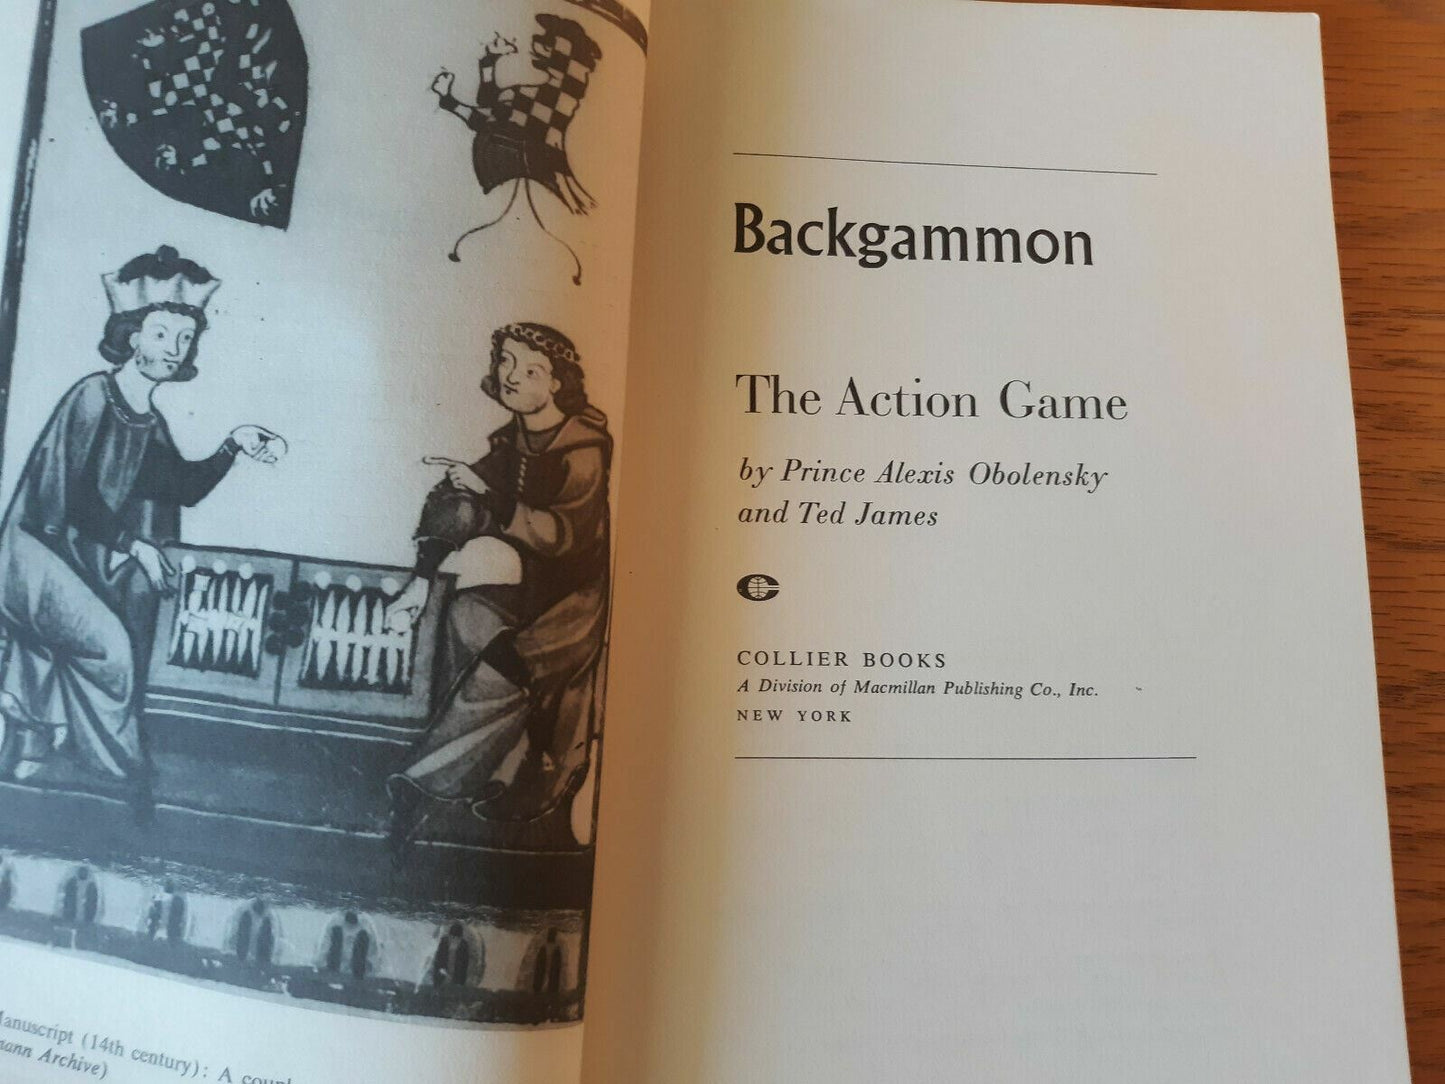 Manuscript (14th century): A
Archive)
Backgammon
The Action Game
by Prince Alexis Obolensky
and Ted James
COLLIER BOOKS
A Division of Macmillan Publishing Co., Inc.
NEW YORK